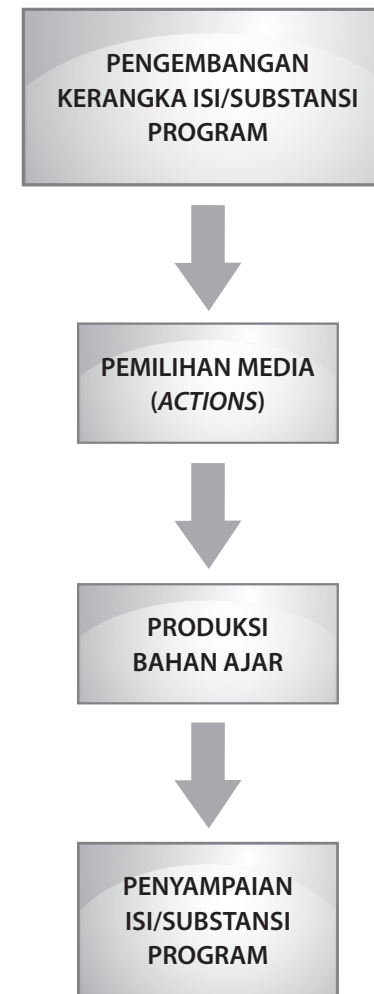 PENGEMBANGAN
KERANGKA ISI/SUBSTANSI
PROGRAM
PEMILIHAN MEDIA
(ACTIONS)
PRODUKSI
BAHAN AJAR
PENYAMPAIAN
ISI/SUBSTANSI
PROGRAM